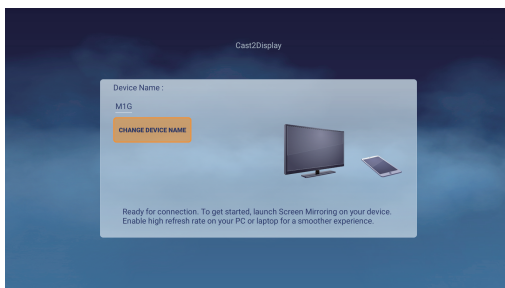 Cast2Display
Device Name :
M1G
CHANGE DEVICE NAME
Ready for connection. To get started, launch Screen Mirroring on your device.
Enable high refresh rate on your PC or laptop for a smoother experience.